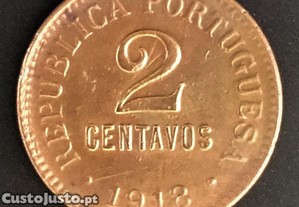 REPUBLICA PORTUGUESA
2
CENTAVOS
· 1918 ·
CustoJusto.pt